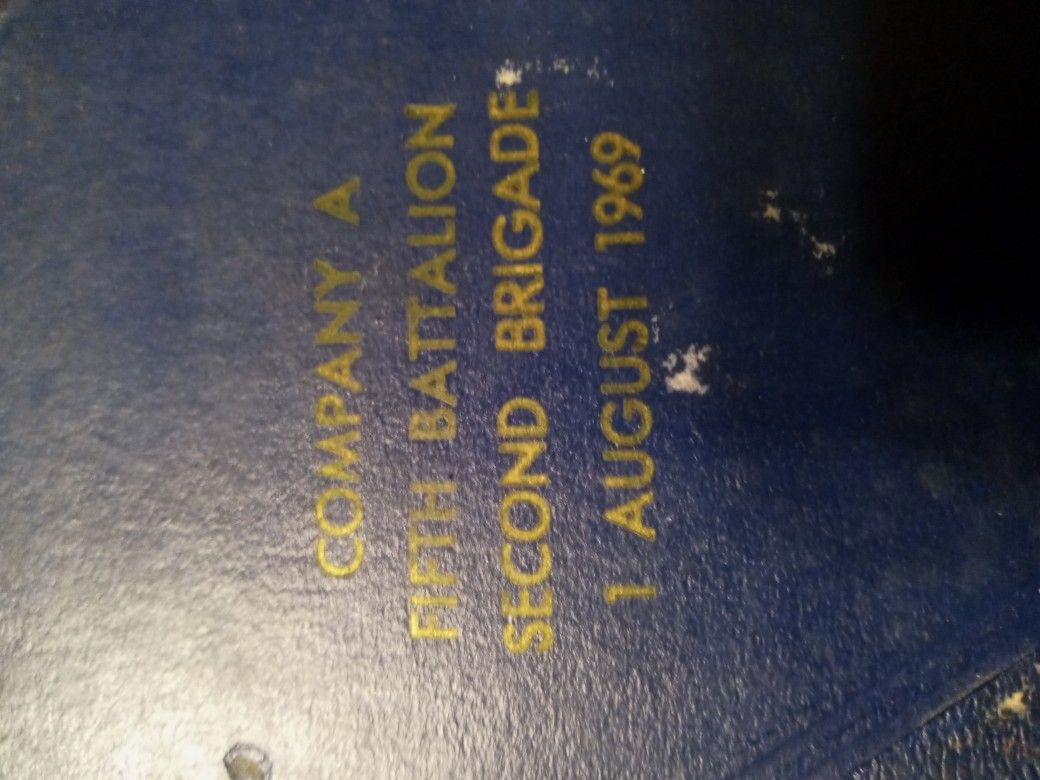 COMPANY A
FIFTH BATTALION
SECOND BRIGADE
1 AUGUST 1969